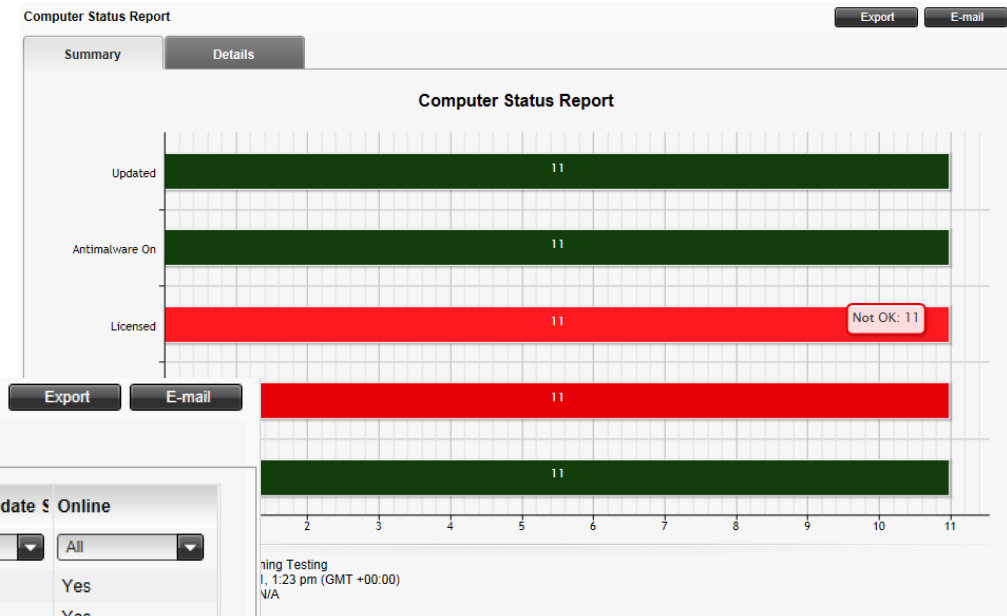 Computer Status Report
Export
E-mail
Summary
Details
Computer Status Report
Updated
11
Antimalware On
11
Licensed
11
Not OK: 11
11
11
2 3 4 5 6 7 8 9 10 11
Testing
1:23 pm (GMT +00:00)
N/A
Export
E-mail
date S
Online
All
Yes
Yes